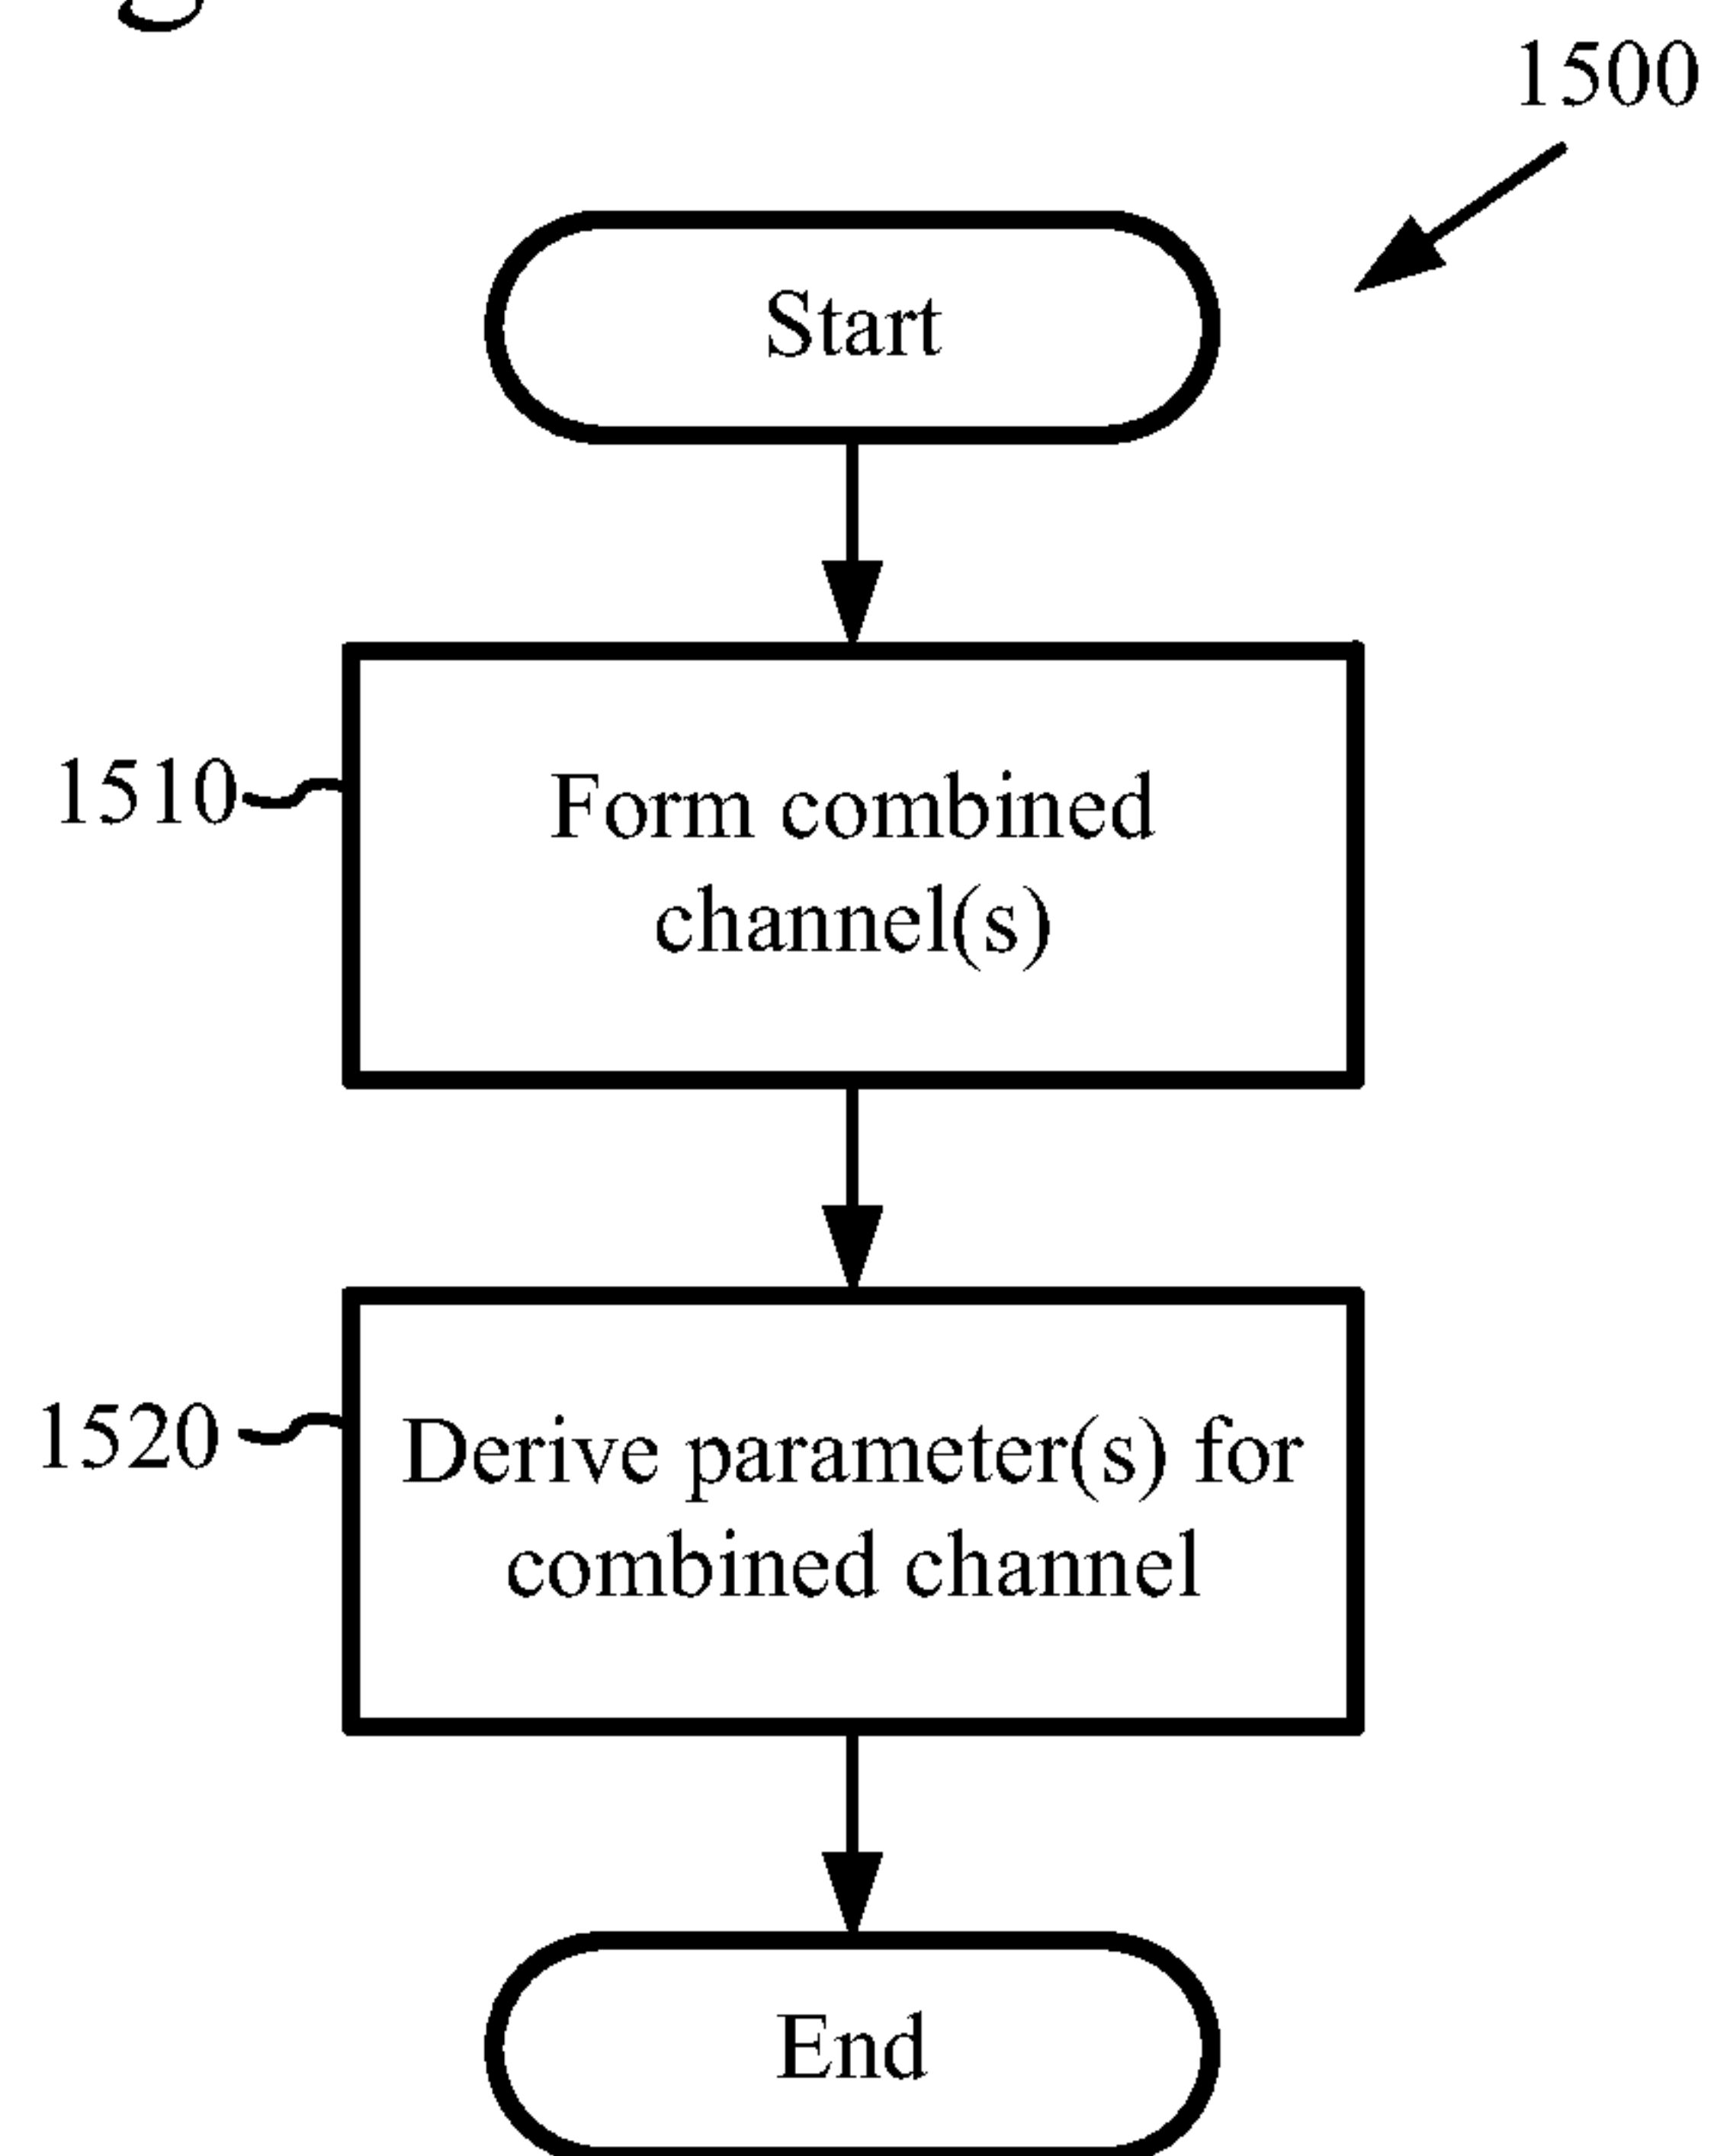 1500
Start
1510
Form combined
channel(s)
1520
Derive parameter(s) for
combined channel
End